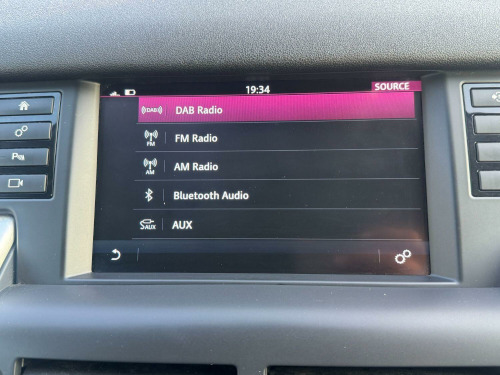 19:34
SOURCE
DAB DAB Radio
FM FM Radio
AM AM Radio
Bluetooth Audio
AUX AUX